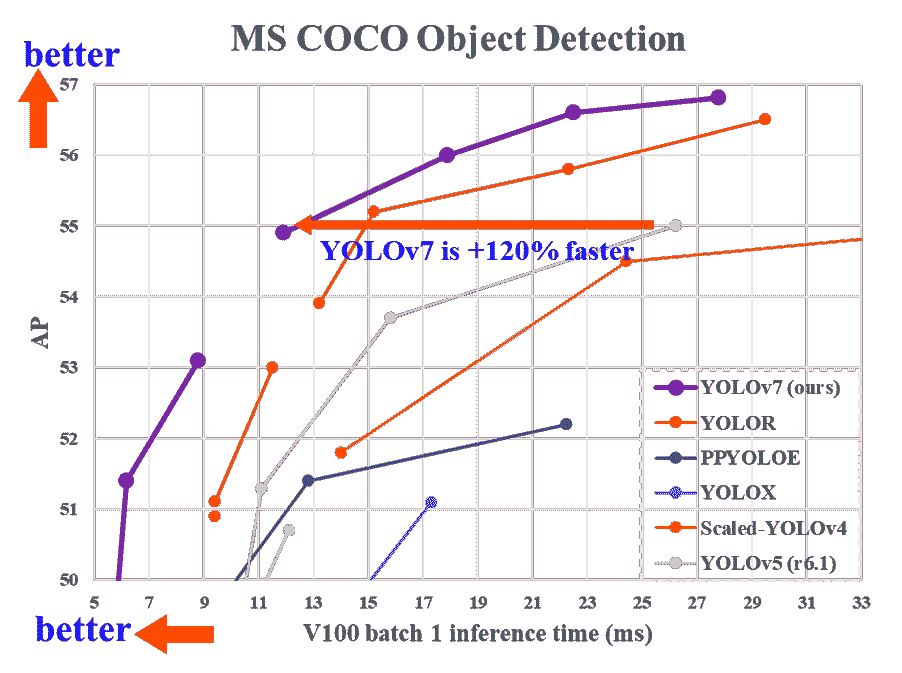 MS COCO Object Detection
better
57
56
55
54
53
52
51
50
AP
YOLOv7 is +120% faster
YOLOv7 (ours)
YOLOR
PPYOLOE
YOLOX
Scaled-YOLOv4
YOLOv5 (r6.1)
5 7 9 11 13 15 17 19 21 23 25 27 29 31 33
better
V100 batch 1 inference time (ms)